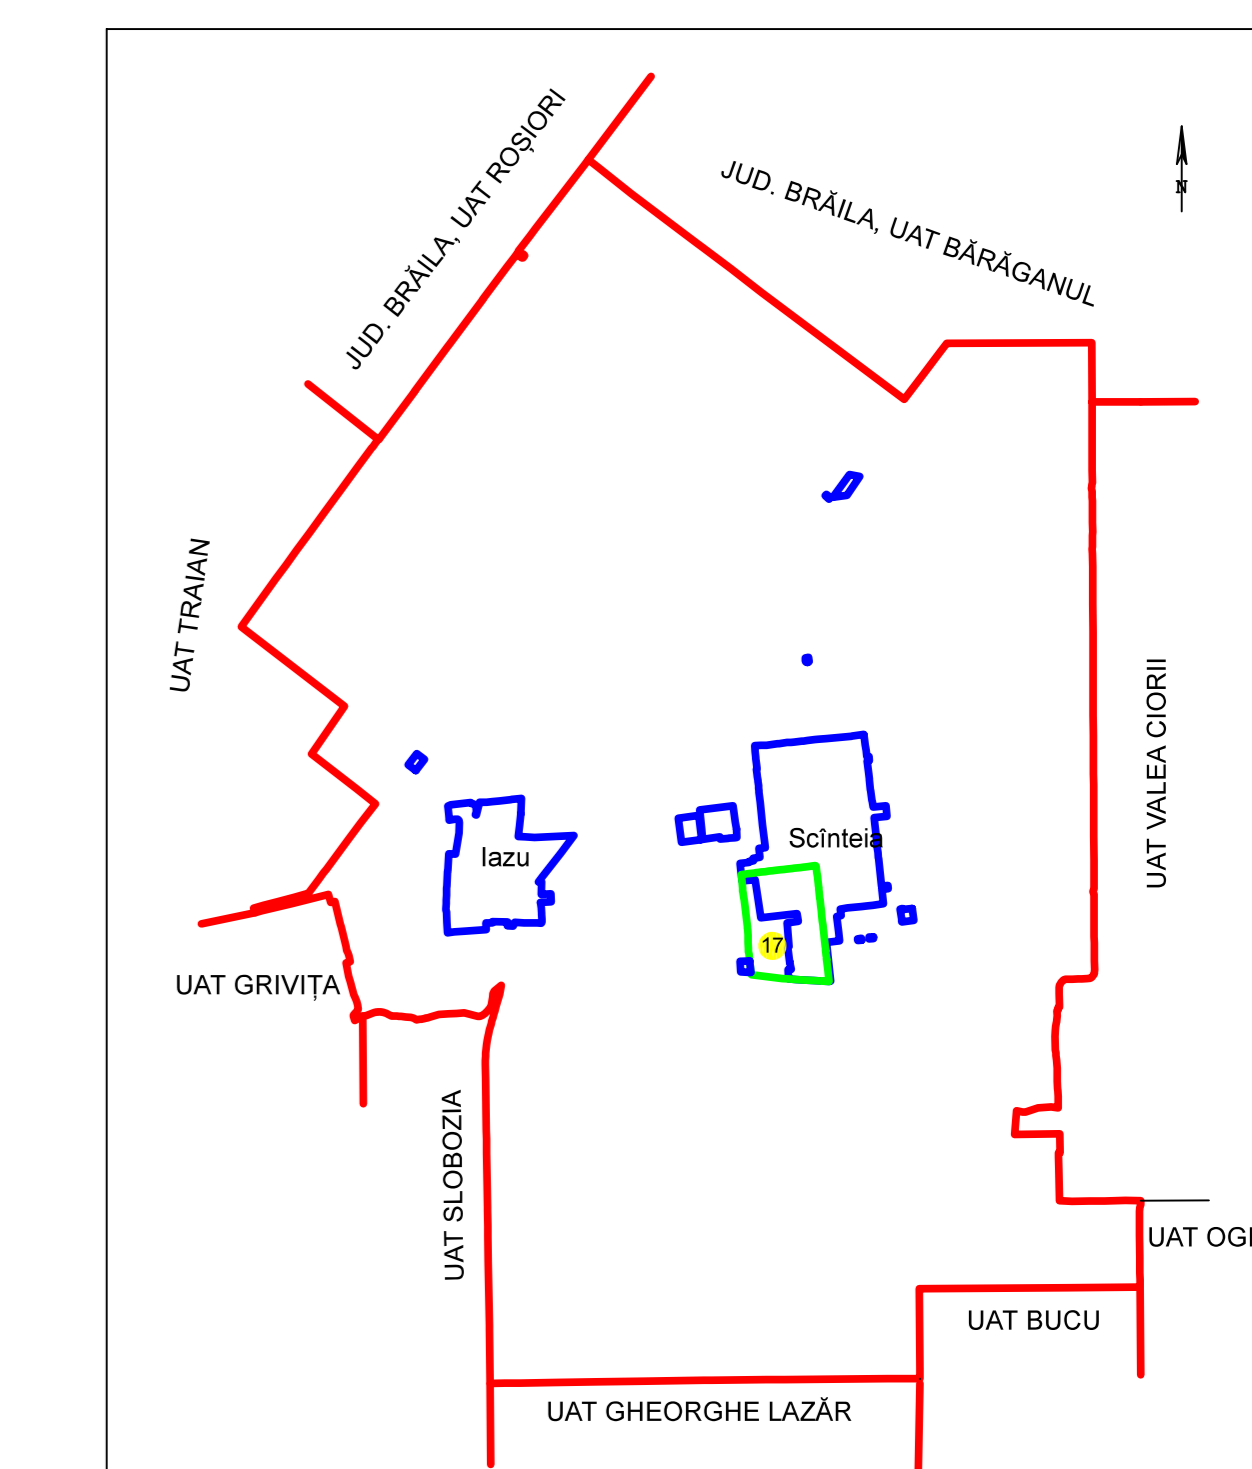 JUD. BRĂILA, UAT ROȘIORI
JUD. BRĂILA, UAT BĂRĂGANUL
N
UAT TRAIAN
UAT VALEA CIORII
Scînteia
Iazu
17
UAT GRIVIȚA
UAT SLOBOZIA
UAT BUCU
UAT GHEORGHE LAZĂR